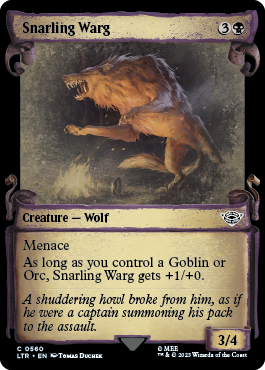 Snarling Warg 3
Creature — Wolf
Menace
As long as you control a Goblin or
Orc, Snarling Warg gets +1/+0.
A shuddering howl broke from him, as if
he were a captain summoning his pack
to the assault.
3/4
C 0560
LTR • EN Tomas Duchek
© MEE
™ & © 2023 Wizards of the Coast